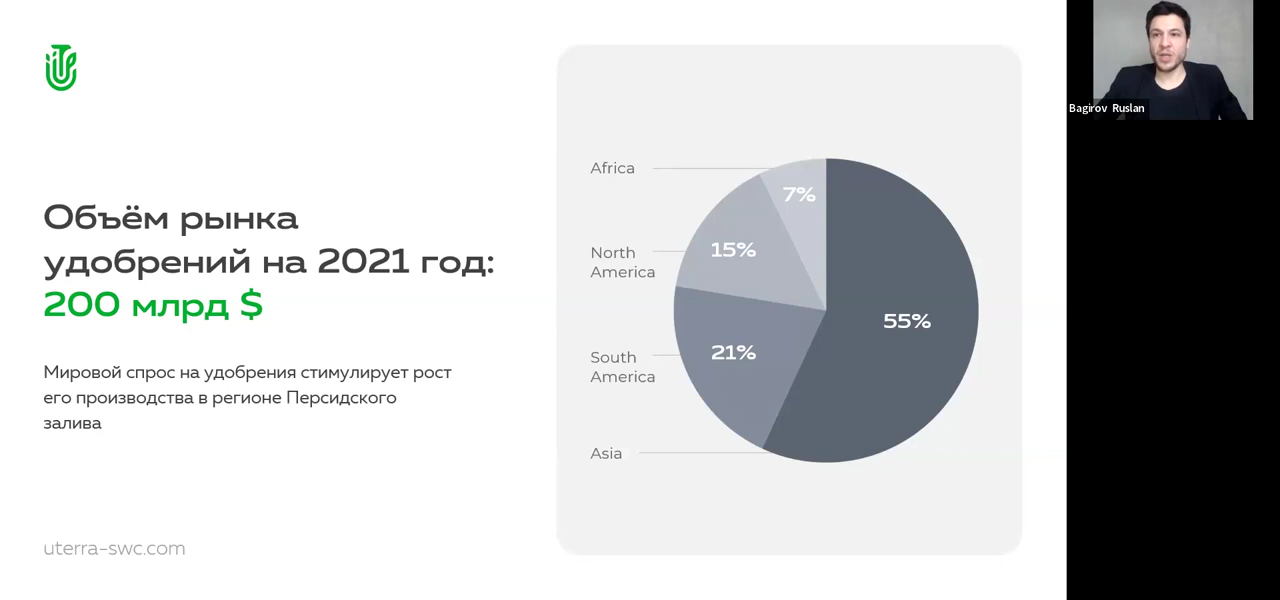 Объём рынка
удобрений на 2021 год:
200 млрд $
Мировой спрос на удобрения стимулирует рост
его производства в регионе Персидского
залива
uterra-swc.com
Africa
7%
North
America
15%
55%
South
America
21%
Asia
Bagirov Ruslan